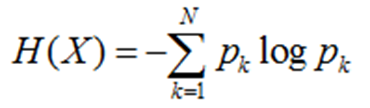 H(X) = −∑_{k=1}^{N} p_k log p_k